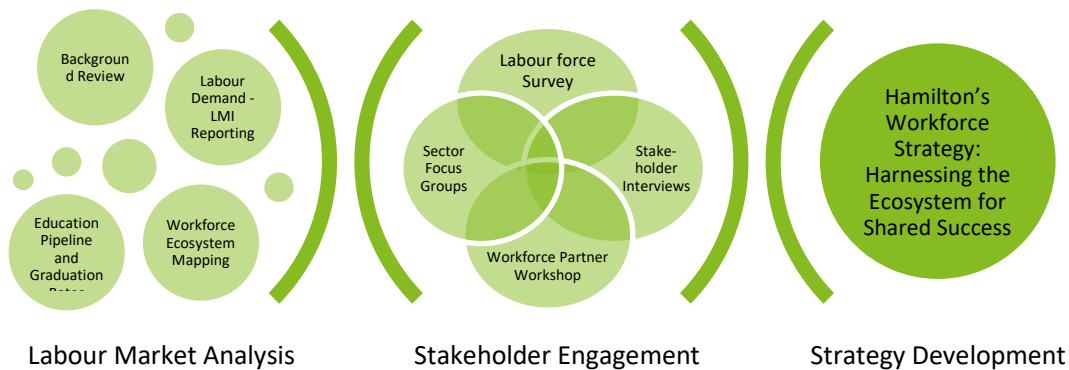 Backgroun
d Review
Labour
Demand -
LMI
Reporting
Education
Pipeline
and
Graduation
Workforce
Ecosystem
Mapping
Labour force
Survey
Sector
Focus
Groups
Stake-
holder
Interviews
Workforce Partner
Workshop
Hamilton’s
Workforce
Strategy:
Harnessing the
Ecosystem for
Shared Success
Labour Market Analysis
Stakeholder Engagement
Strategy Development